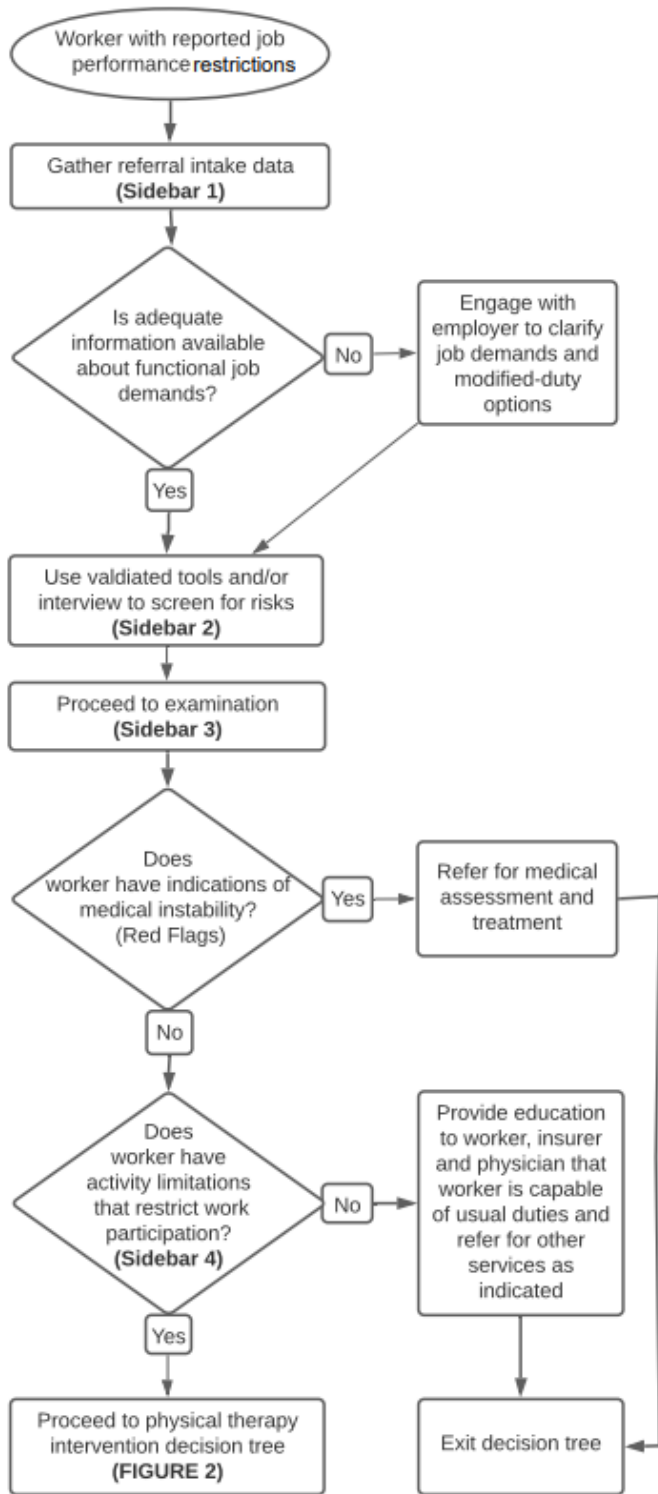 Worker with reported job
performance restrictions
Gather referral intake data
(Sidebar 1)
Is adequate
information available
about functional job
demands?
No
Engage with
employer to clarify
job demands and
modified-duty
options
Yes
Use valdiated tools and/or
interview to screen for risks
(Sidebar 2)
Proceed to examination
(Sidebar 3)
Does
worker have indications of
medical instability?
(Red Flags)
Yes
Refer for medical
assessment and
treatment
No
Does
worker have
activity limitations
that restrict work
participation?
(Sidebar 4)
No
Provide education
to worker, insurer
and physician that
worker is capable
of usual duties and
refer for other
services as
indicated
Yes
Proceed to physical therapy
intervention decision tree
(FIGURE 2)
Exit decision tree